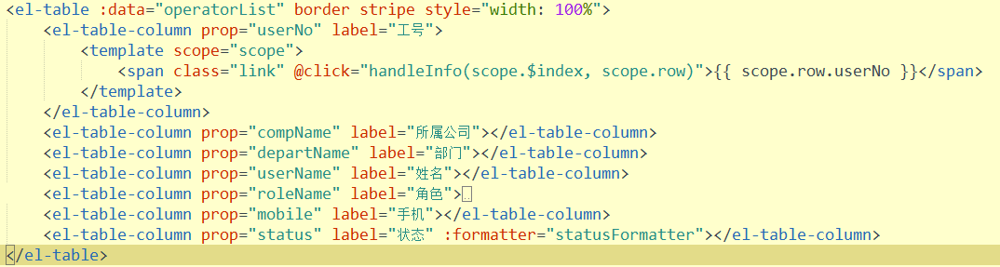 <el-table :data="operatorList" border stripe style="width: 100%">
<el-table-column prop="userNo" label="工号">
<template scope="scope">
<span class="link" @click="handleInfo(scope.$index, scope.row)">{{ scope.row.userNo }}</span>
</template>
</el-table-column>
<el-table-column prop="compName" label="所属公司"></el-table-column>
<el-table-column prop="departName" label="部门"></el-table-column>
<el-table-column prop="userName" label="姓名"></el-table-column>
<el-table-column prop="roleName" label="角色">..
<el-table-column prop="mobile" label="手机"></el-table-column>
<el-table-column prop="status" label="状态" :formatter="statusFormatter"></el-table-column>
</el-table>